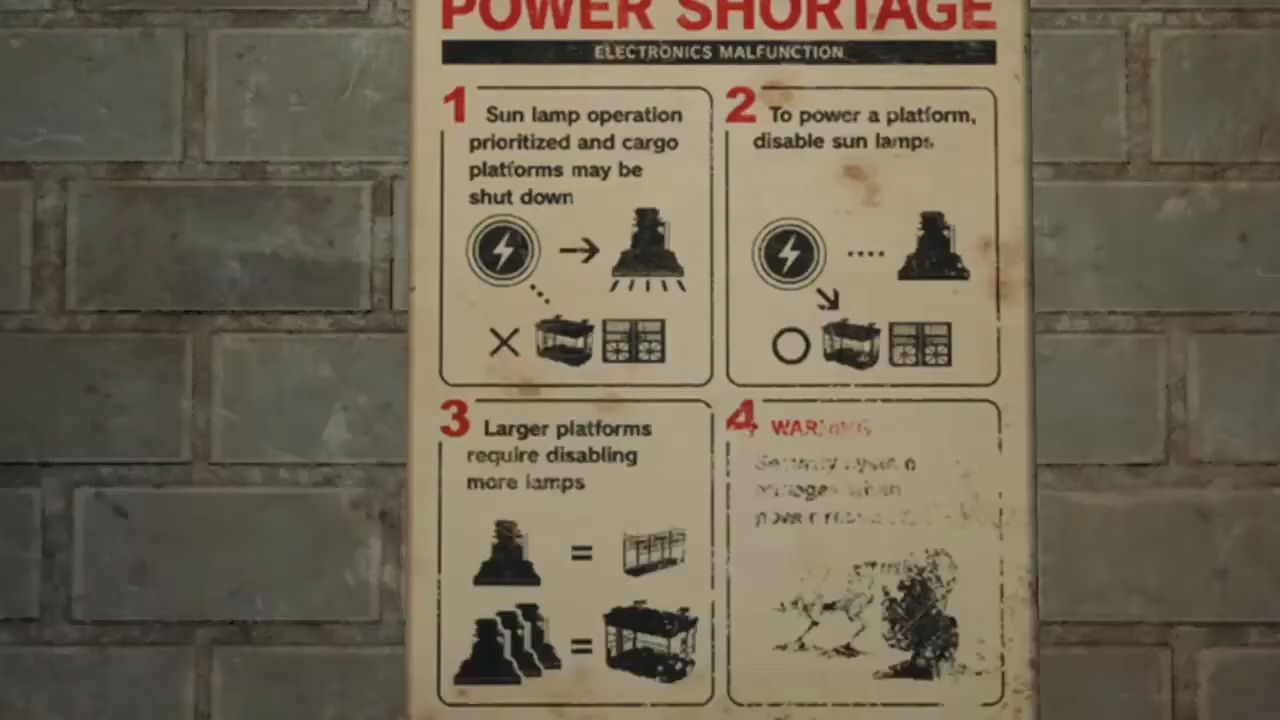 POWER SHORTAGE
ELECTRONICS MALFUNCTION
1 Sun lamp operation
prioritized and cargo
platforms may be
shut down
2 To power a platform,
disable sun lamps
3 Larger platforms
require disabling
more lamps
=
=
4 WARNING